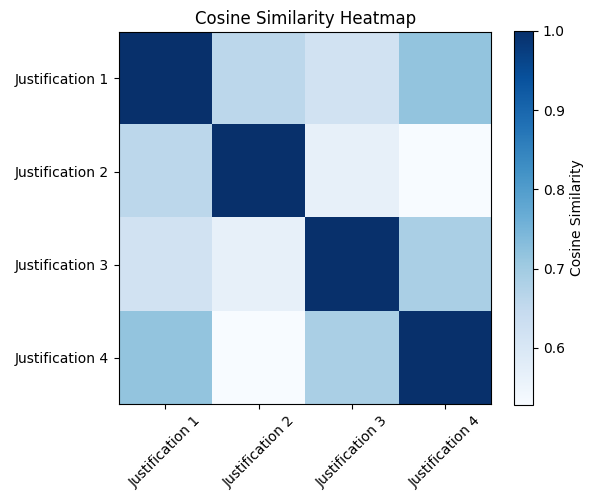 Cosine Similarity Heatmap
Justification 1
Justification 2
Justification 3
Justification 4
Justification 1
Justification 2
Justification 3
Justification 4
1.0
0.9
0.8
0.7
0.6
Cosine Similarity